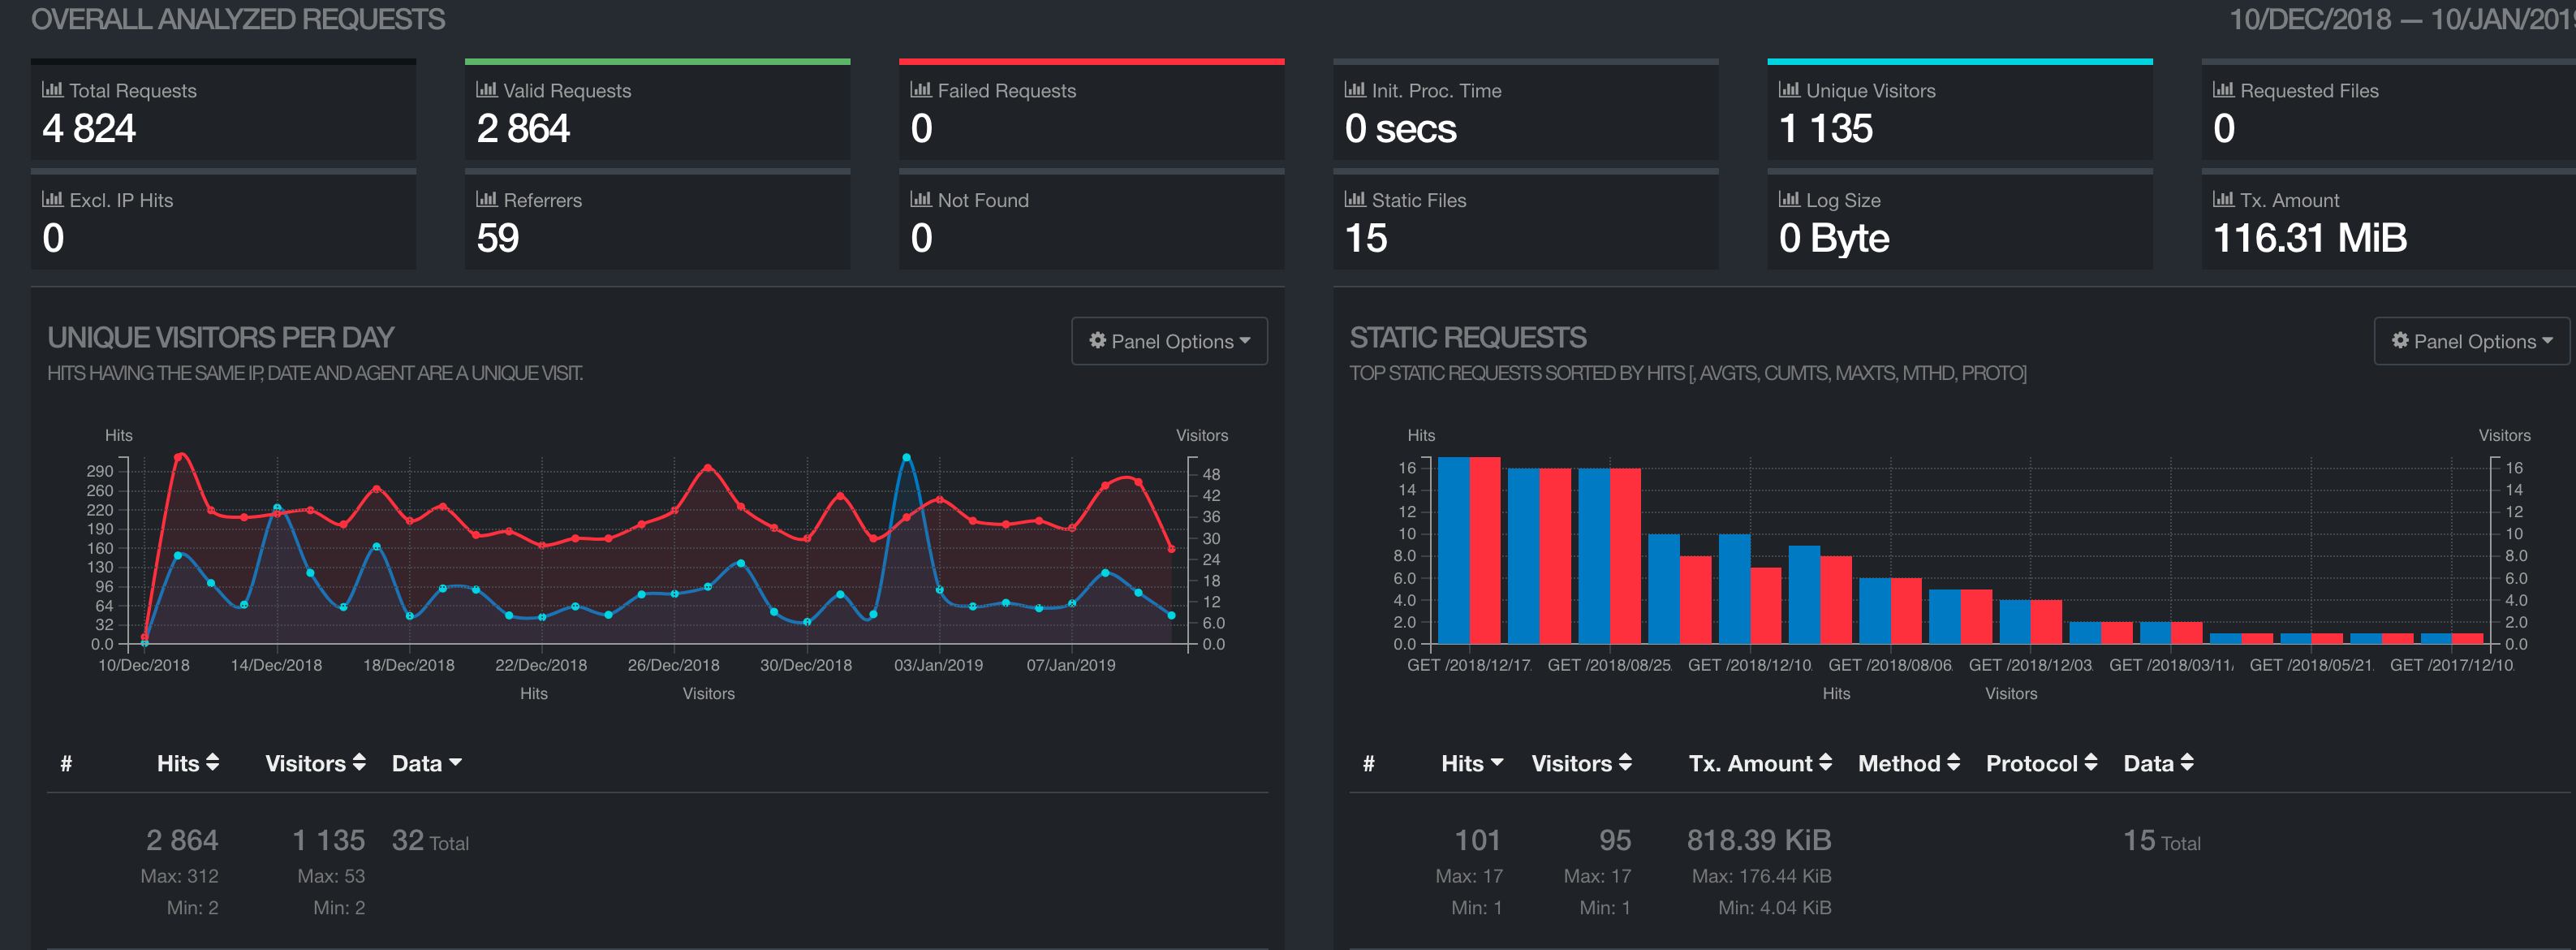 OVERALL ANALYZED REQUESTS
10/DEC/2018 — 10/JAN/2019
Total Requests
4 824
Valid Requests
2 864
Failed Requests
0
Init. Proc. Time
0 secs
Unique Visitors
1 135
Requested Files
0
Excl. IP Hits
0
Referrers
59
Not Found
0
Static Files
15
Log Size
0 Byte
Tx. Amount
116.31 MiB
UNIQUE VISITORS PER DAY
Panel Options
HITS HAVING THE SAME IP, DATE AND AGENT ARE A UNIQUE VISIT.
Hits
Visitors
290
260
220
190
160
130
96
64
32
0.0
48
42
36
30
24
18
12
6.0
0.0
10/Dec/2018 14/Dec/2018 18/Dec/2018 22/Dec/2018 26/Dec/2018 30/Dec/2018 03/Jan/2019 07/Jan/2019
Hits Visitors
# Hits Visitors Data
2 864 1 135 32 Total
Max: 312 Max: 53
Min: 2 Min: 2
STATIC REQUESTS
Panel Options
TOP STATIC REQUESTS SORTED BY HITS [, AVGTS, CUMTS, MAXTS, MTHD, PROTO]
Hits
Visitors
16
14
12
10
8.0
6.0
4.0
2.0
0.0
16
14
12
10
8.0
6.0
4.0
2.0
0.0
GET /2018/12/17. GET /2018/08/25. GET /2018/12/10. GET /2018/08/06. GET /2018/12/03. GET /2018/03/11/ GET /2018/05/21. GET /2017/12/10.
Hits Visitors
# Hits Visitors Tx. Amount Method Protocol Data
101 95 818.39 KiB 15 Total
Max: 17 Max: 17 Max: 176.44 KiB
Min: 1 Min: 1 Min: 4.04 KiB